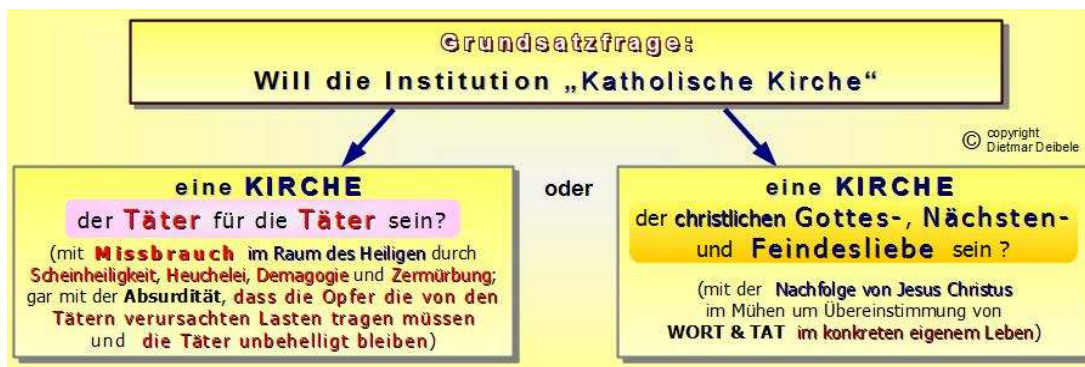 Grundsatzfrage:
Will die Institution „Katholische Kirche“
© copyright
Dietmar Deibele
eine KIRCHE
der Täter für die Täter sein?
(mit Missbrauch im Raum des Heiligen durch
Scheinheiligkeit, Heuchelei, Demagogie und Zermürbung;
gar mit der Absurdität, dass die Opfer die von den
Tätern verursachten Lasten tragen müssen
und die Täter unbehelligt bleiben)
oder
eine KIRCHE
der christlichen Gottes-, Nächsten-
und Feindesliebe sein ?
(mit der Nachfolge von Jesus Christus
im Mühen um Übereinstimmung von
WORT & TAT im konkreten eigenem Leben)